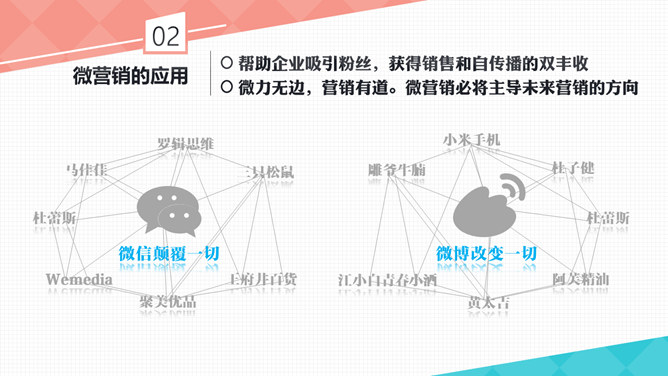 02
微营销的应用
帮助企业吸引粉丝，获得销售和自传播的双丰收
微力无边，营销有道。微营销必将主导未来营销的方向
罗辑思维
马佳佳
三只松鼠
杜蕾斯
微信颠覆一切
Wemedia
王府井百货
聚美优品
小米手机
雕爷牛腩
杜子健
杜蕾斯
微博改变一切
江小白青春小酒
阿芙精油
黄太吉